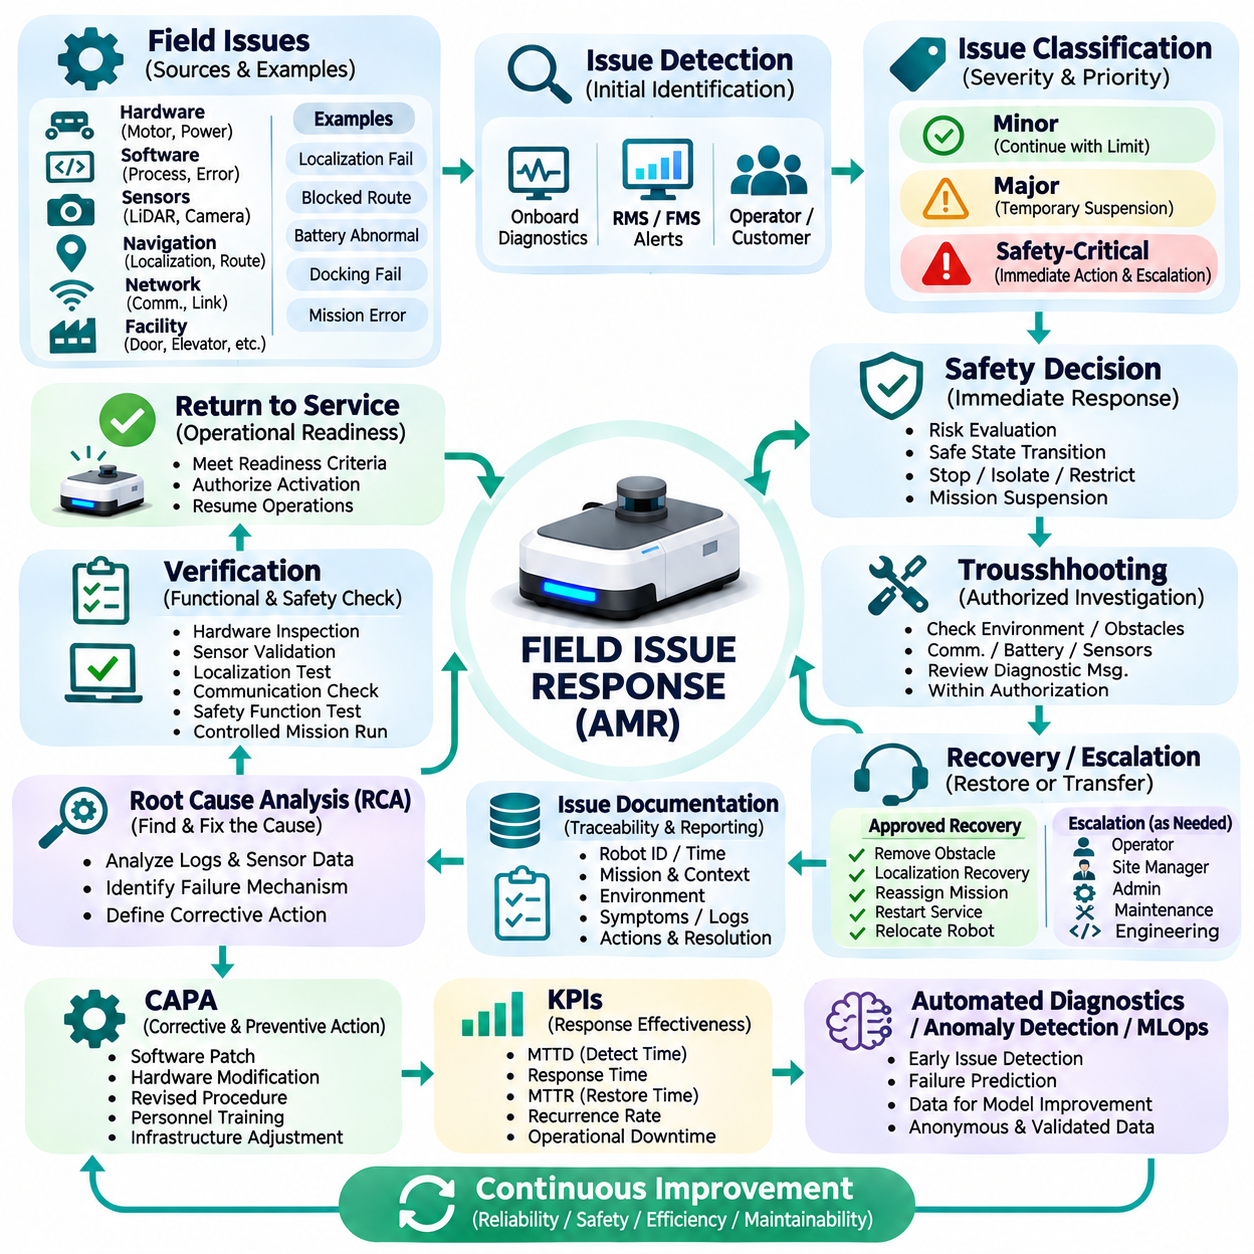 Field Issues
(Sources & Examples)
Hardware
(Motor, Power)
Software
(Process, Error)
Sensors
(LiDAR, Camera)
Navigation
(Localization, Route)
Network
(Comm., Link)
Facility
(Door, Elevator, etc.)
Examples
Localization Fail
Blocked Route
Battery Abnormal
Docking Fail
Mission Error
Issue Detection
(Initial Identification)
Onboard
Diagnostics
RMS / FMS
Alerts
Operator /
Customer
Issue Classification
(Severity & Priority)
Minor
(Continue with Limit)
Major
(Temporary Suspension)
Safety-Critical
(Immediate Action & Escalation)
Safety Decision
(Immediate Response)
• Risk Evaluation
• Safe State Transition
• Stop / Isolate / Restrict
• Mission Suspension
Trousshhooting
(Authorized Investigation)
• Check Environment / Obstacles
• Comm. / Battery / Sensors
• Review Diagnostic Msg.
• Within Authorization
Recovery / Escalation
(Restore or Transfer)
Approved Recovery
Remove Obstacle
Localization Recovery
Reassign Mission
Restart Service
Relocate Robot
Escalation (as Needed)
Operator
Site Manager
Admin
Maintenance
</> Engineering
FIELD ISSUE
RESPONSE
(AMR)
Return to Service
(Operational Readiness)
• Meet Readiness Criteria
• Authorize Activation
• Resume Operations
Verification
(Functional & Safety Check)
• Hardware Inspection
• Sensor Validation
• Localization Test
• Communication Check
• Safety Function Test
• Controlled Mission Run
Root Cause Analysis (RCA)
(Find & Fix the Cause)
• Analyze Logs & Sensor Data
• Identify Failure Mechanism
• Define Corrective Action
Issue Documentation
(Traceability & Reporting)
• Robot ID / Time
• Mission & Context
• Environment
• Symptoms / Logs
• Actions & Resolution
CAPA
(Corrective & Preventive Action)
• Software Patch
• Hardware Modification
• Revised Procedure
• Personnel Training
• Infrastructure Adjustment
KPIs
(Response Effectiveness)
• MTTD (Detect Time)
• Response Time
• MTTR (Restore Time)
• Recurrence Rate
• Operational Downtime
Automated Diagnostics
/ Anomaly Detection / MLOps
• Early Issue Detection
• Failure Prediction
• Data for Model Improvement
• Anonymous & Validated Data
Continuous Improvement
(Reliability / Safety / Efficiency / Maintainability)